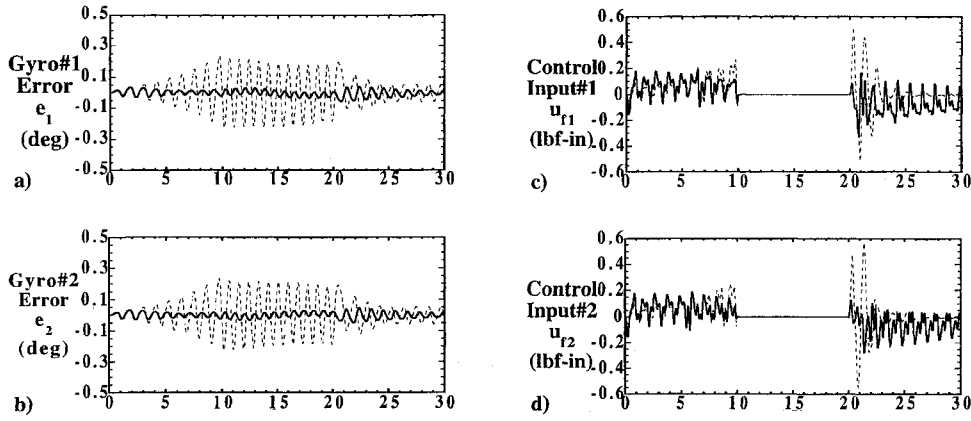 0.5
Gyro#1
0.3
Error
0.1
e1
-0.1
(deg)
-0.3
-0.5
a)
0 5 10 15 20 25 30
0.5
Gyro#2
0.3
Error
0.1
e2
-0.1
(deg)
-0.3
-0.5
b)
0 5 10 15 20 25 30
0.6
0.4
Control
0.2
Input#1
0
uf1
-0.2
(lbf-in)
-0.4
-0.6
c)
0 5 10 15 20 25 30
0.6
0.4
Control
0.2
Input#2
0
uf2
-0.2
(lbf-in)
-0.4
-0.6
d)
0 5 10 15 20 25 30